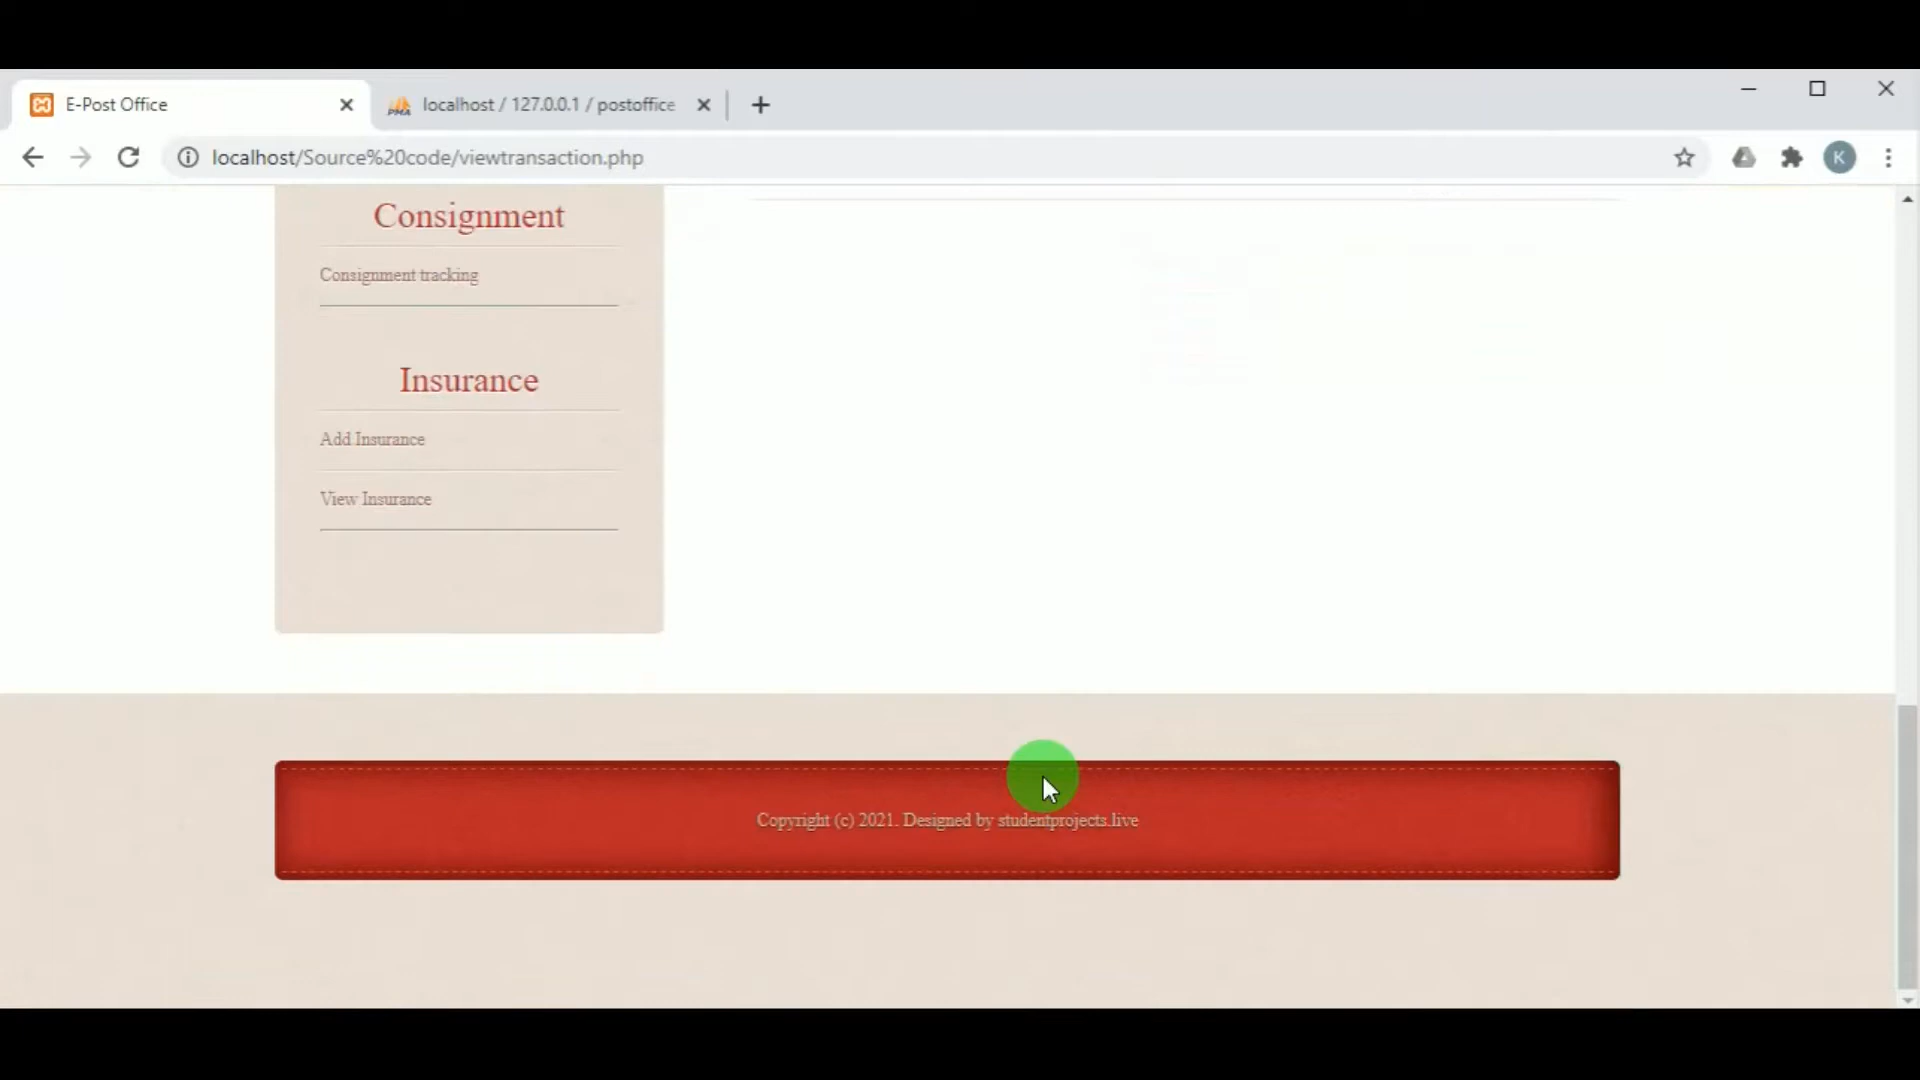 E-Post Office
localhost / 127.0.0.1 / postoffice
localhost/Source%20code/viewtransaction.php
K
Consignment
Consignment tracking
Insurance
Add Insurance
View Insurance
Copyright (c) 2021. Designed by studentprojects.live